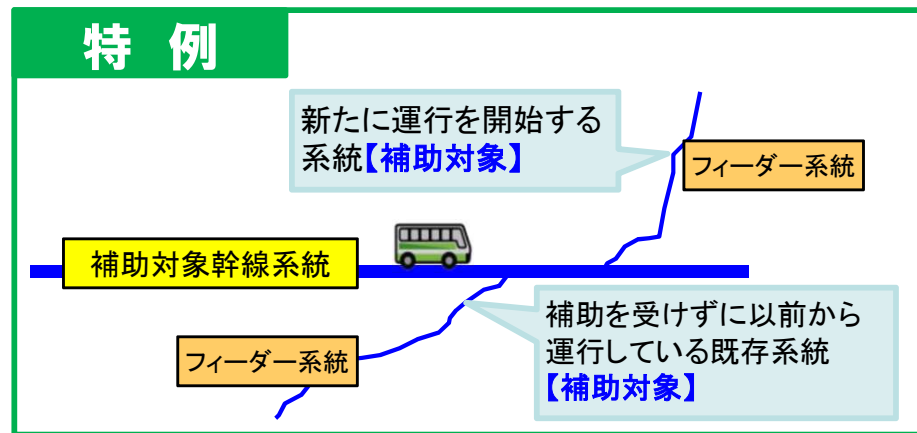 特 例
新たに運行を開始する
系統【補助対象】
フィーダー系統
補助対象幹線系統
補助を受けずに以前から
運行している既存系統
【補助対象】
フィーダー系統